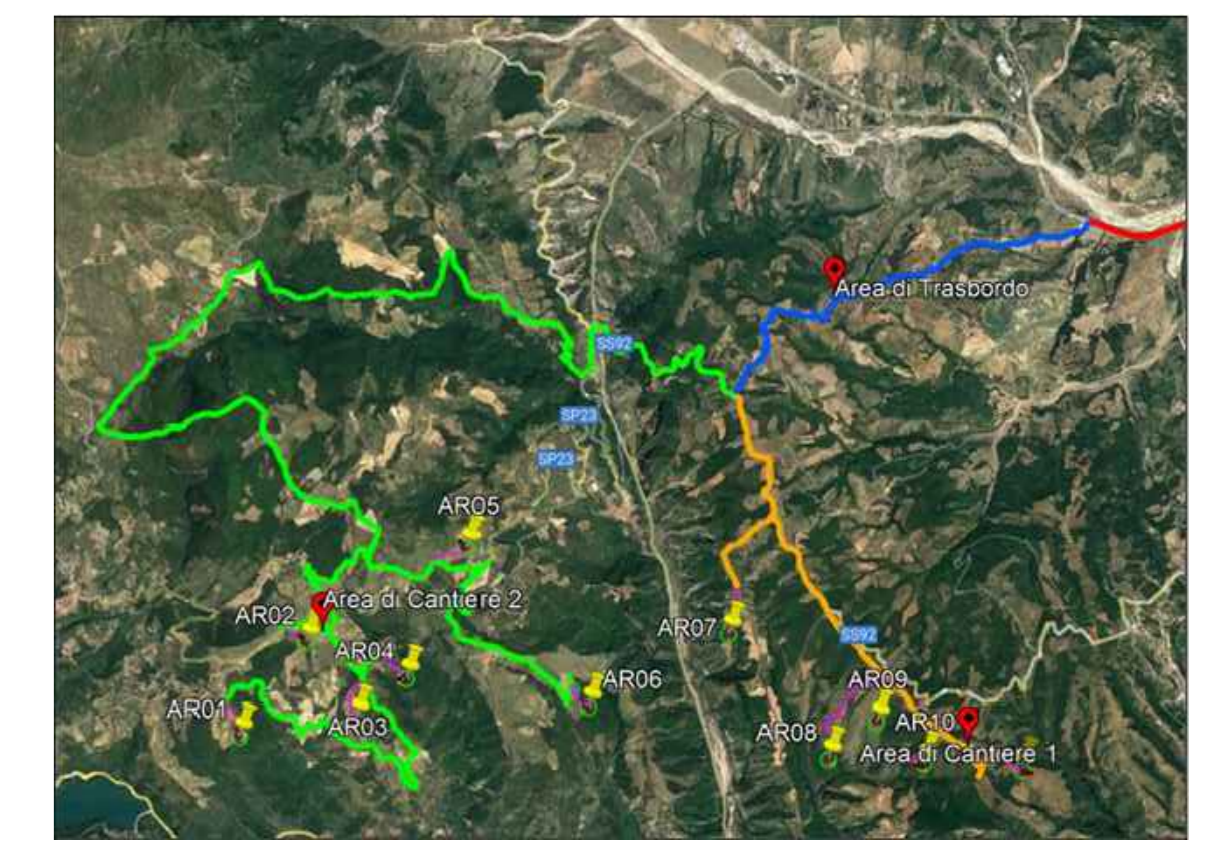 Area di Trasbordo
SS92
SP23
SP23
AR05
Area di Cantiere 2
AR02
AR07
SS92
AR04
AR06
AR09
AR01
AR03
AR08
AR10
Area di Cantiere 1